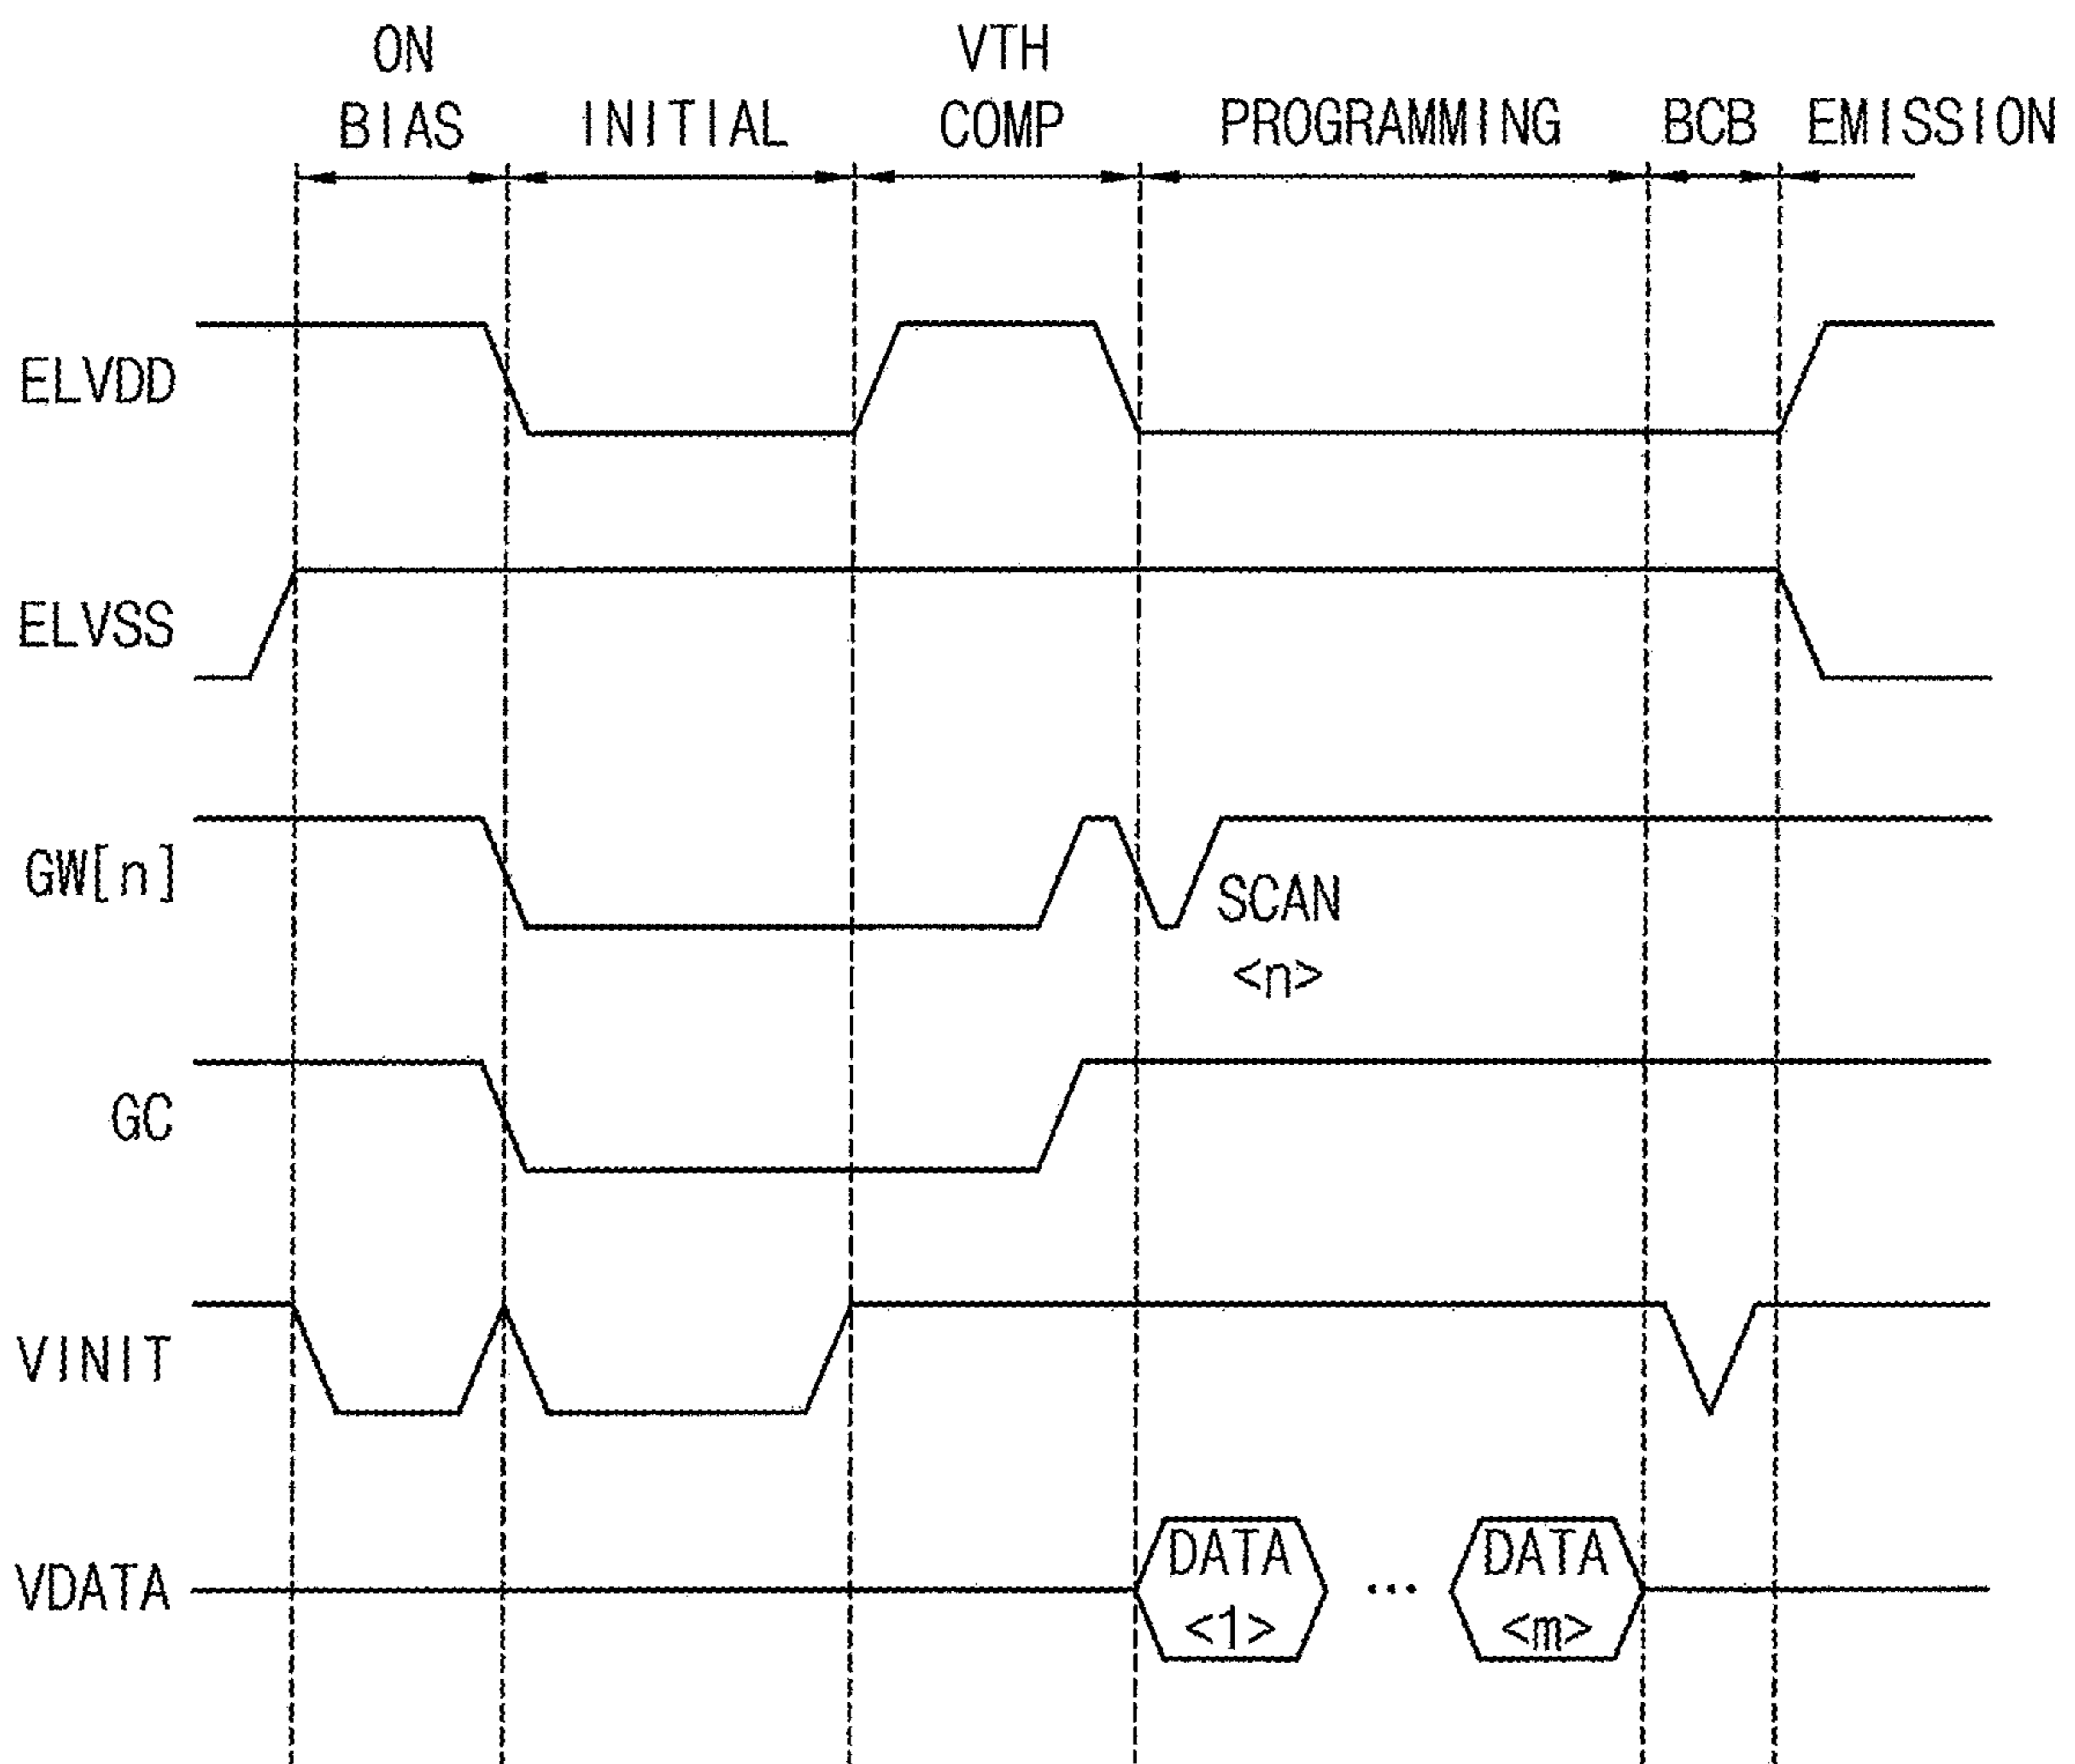 ON
BIAS
INITIAL
VTH
COMP
PROGRAMMING
BCB
EMISSION
ELVDD
ELVSS
GW[n]
SCAN
<n>
GC
VINIT
VDATA
DATA
<1>
...
DATA
<m>